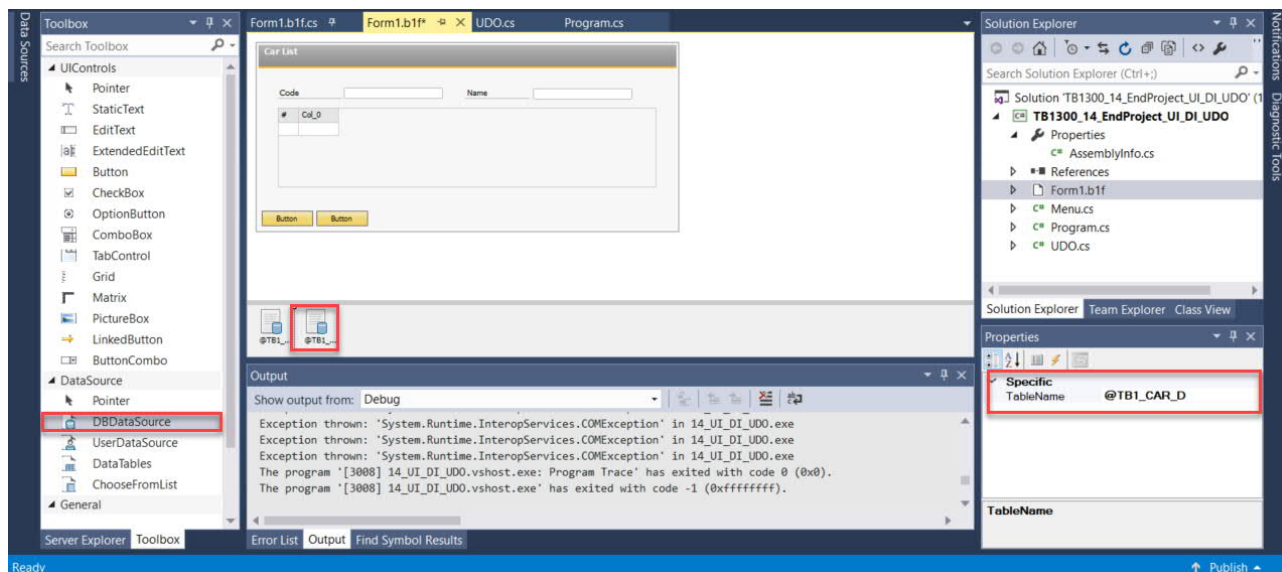 Data Sources
Toolbox
Search Toolbox
UIControls
Pointer
StaticText
EditText
ExtendedEditText
Button
CheckBox
OptionButton
ComboBox
TabControl
Grid
Matrix
PictureBox
LinkedButton
ButtonCombo
DataSource
Pointer
DBDataSource
UserDataSource
DataTables
ChooseFromList
General
Server Explorer Toolbox
Form1.b1f.cs Form1.b1f* UDO.cs Program.cs
Car List
Code Name
# Col_0
Button Button
@TB1_... @TB1_...
Output
Show output from: Debug
Exception thrown: 'System.Runtime.InteropServices.COMException' in 14_UI_DI_UDO.exe
Exception thrown: 'System.Runtime.InteropServices.COMException' in 14_UI_DI_UDO.exe
Exception thrown: 'System.Runtime.InteropServices.COMException' in 14_UI_DI_UDO.exe
The program '[3008] 14_UI_DI_UDO.vshost.exe: Program Trace' has exited with code 0 (0x0).
The program '[3008] 14_UI_DI_UDO.vshost.exe' has exited with code -1 (0xffffffff).
Error List Output Find Symbol Results
Solution Explorer
Search Solution Explorer (Ctrl+;)
Solution 'TB1300_14_EndProject_UI_DI_UDO' (1
TB1300_14_EndProject_UI_DI_UDO
Properties
C# AssemblyInfo.cs
References
Form1.b1f
C# Menu.cs
C# Program.cs
C# UDO.cs
Solution Explorer Team Explorer Class View
Properties
Specific
TableName @TB1_CAR_D
TableName
Notifications
Diagnostic Tools
Ready
Publish